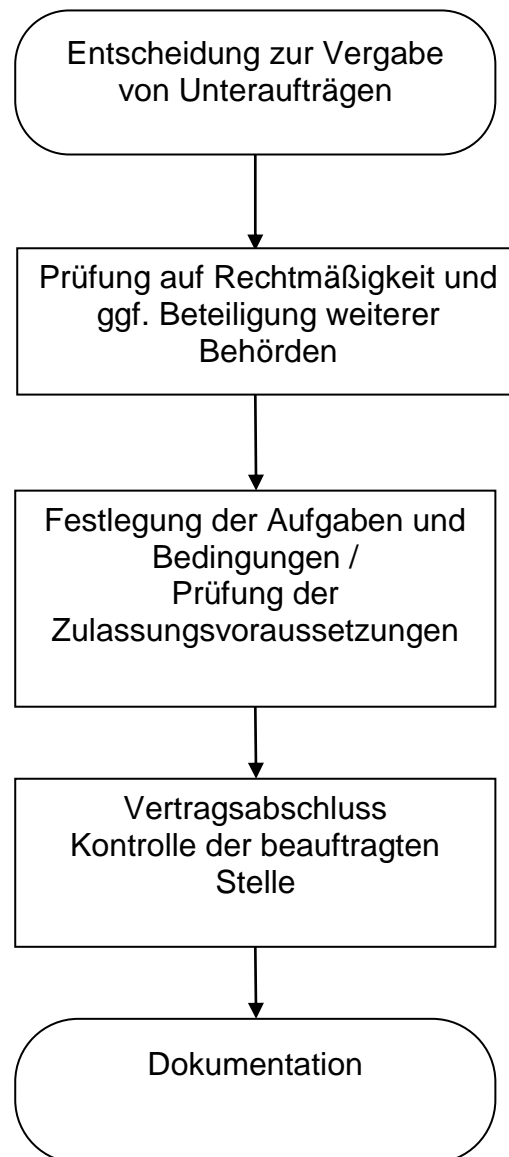 Entscheidung zur Vergabe
von Unteraufträgen
Prüfung auf Rechtmäßigkeit und
ggf. Beteiligung weiterer
Behörden
Festlegung der Aufgaben und
Bedingungen /
Prüfung der
Zulassungsvoraussetzungen
Vertragsabschluss
Kontrolle der beauftragten
Stelle
Dokumentation